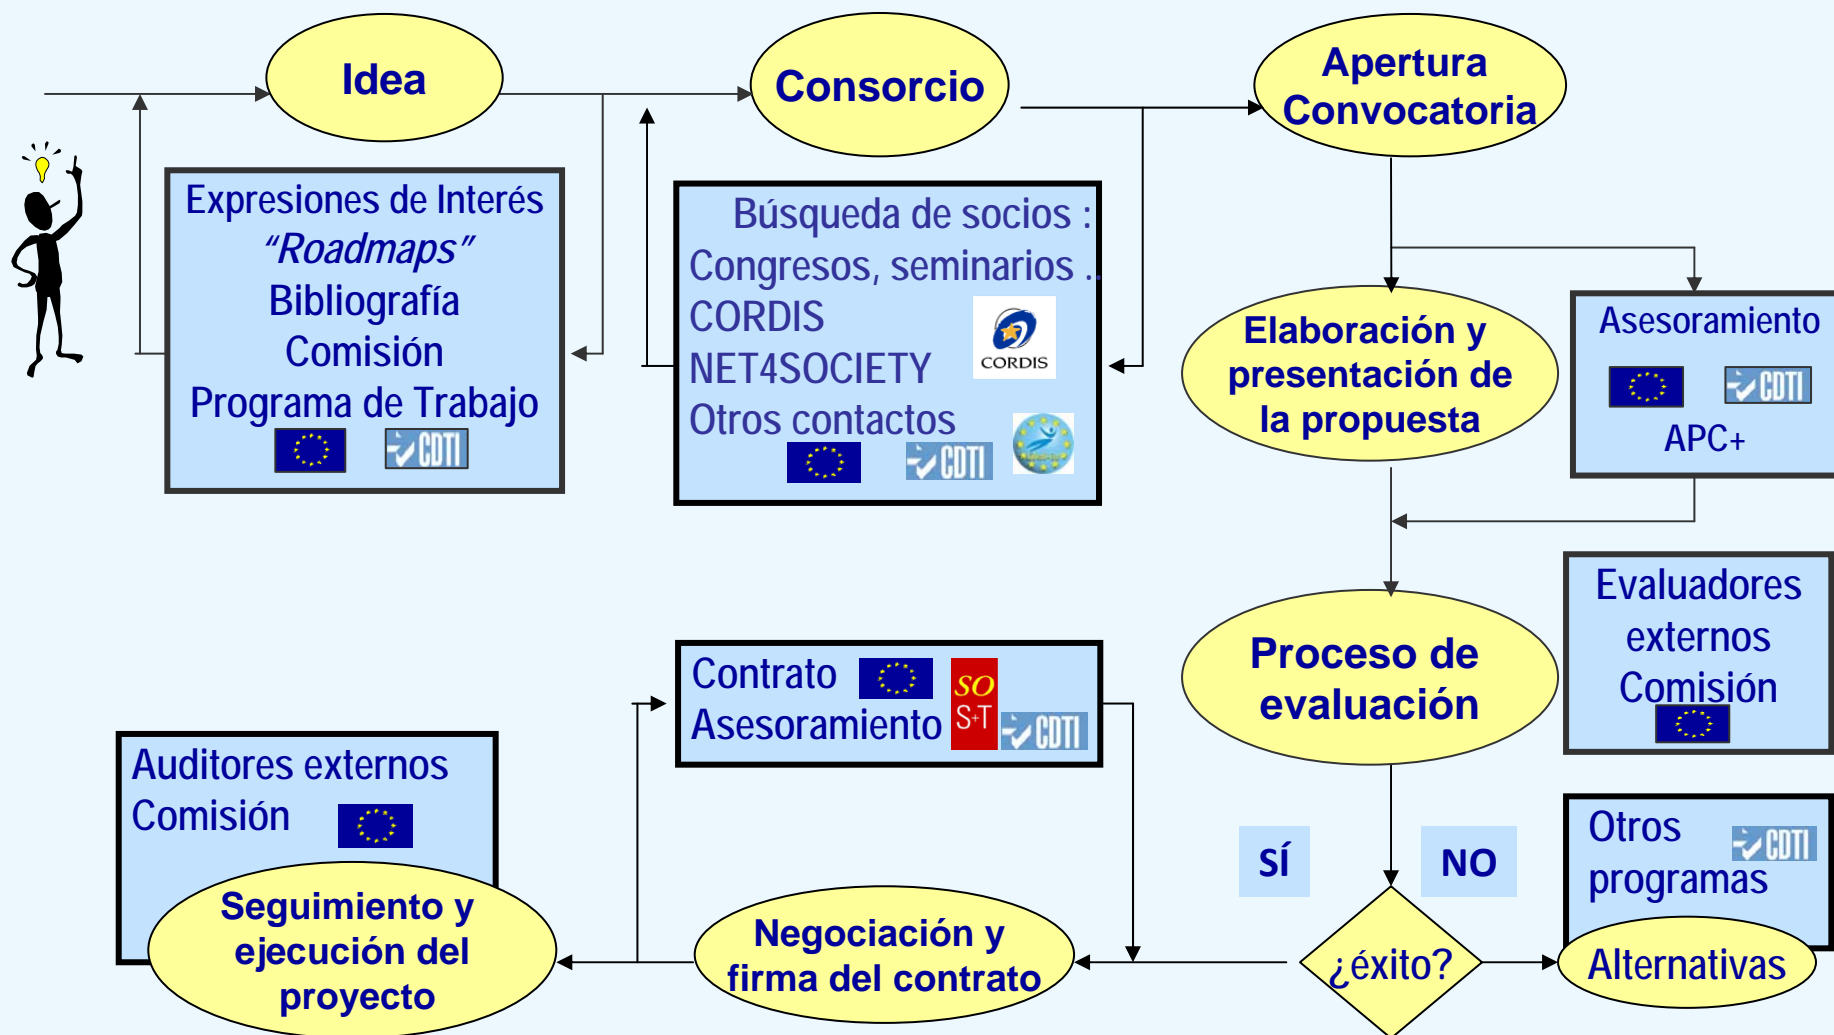 Idea
Consorcio
Apertura
Convocatoria
Expresiones de Interés
“Roadmaps”
Bibliografía
Comisión
Programa de Trabajo
CDTI
Búsqueda de socios :
Congresos, seminarios ..
CORDIS
NET4SOCIETY
Otros contactos
CORDIS
CDTI
Elaboración y
presentación de
la propuesta
Asesoramiento
CDTI
APC+
Proceso de
evaluación
Evaluadores
externos
Comisión
Contrato
Asesoramiento
SO
S+T
CDTI
Auditores externos
Comisión
Seguimiento y
ejecución del
proyecto
Negociación y
firma del contrato
SÍ
NO
¿éxito?
Otros
programas
CDTI
Alternativas